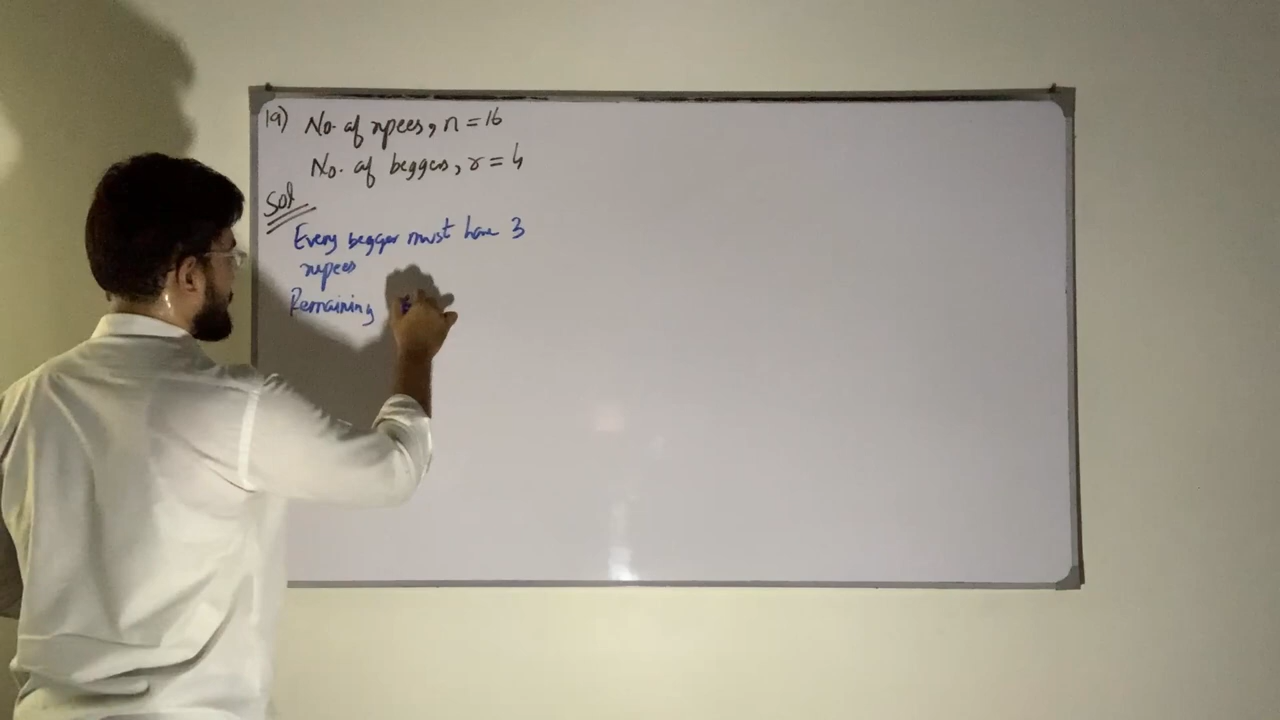 19) No. of rupees, n = 16
No. of beggers, r = 4
Sol
Every begger must have 3
rupees
Remaining